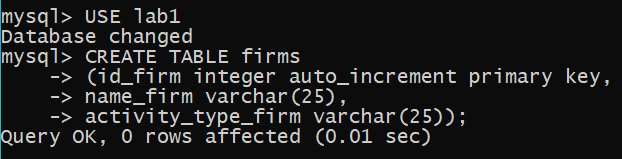 mysql> USE lab1
Database changed
mysql> CREATE TABLE firms
    -> (id_firm integer auto_increment primary key,
    -> name_firm varchar(25),
    -> activity_type_firm varchar(25));
Query OK, 0 rows affected (0.01 sec)